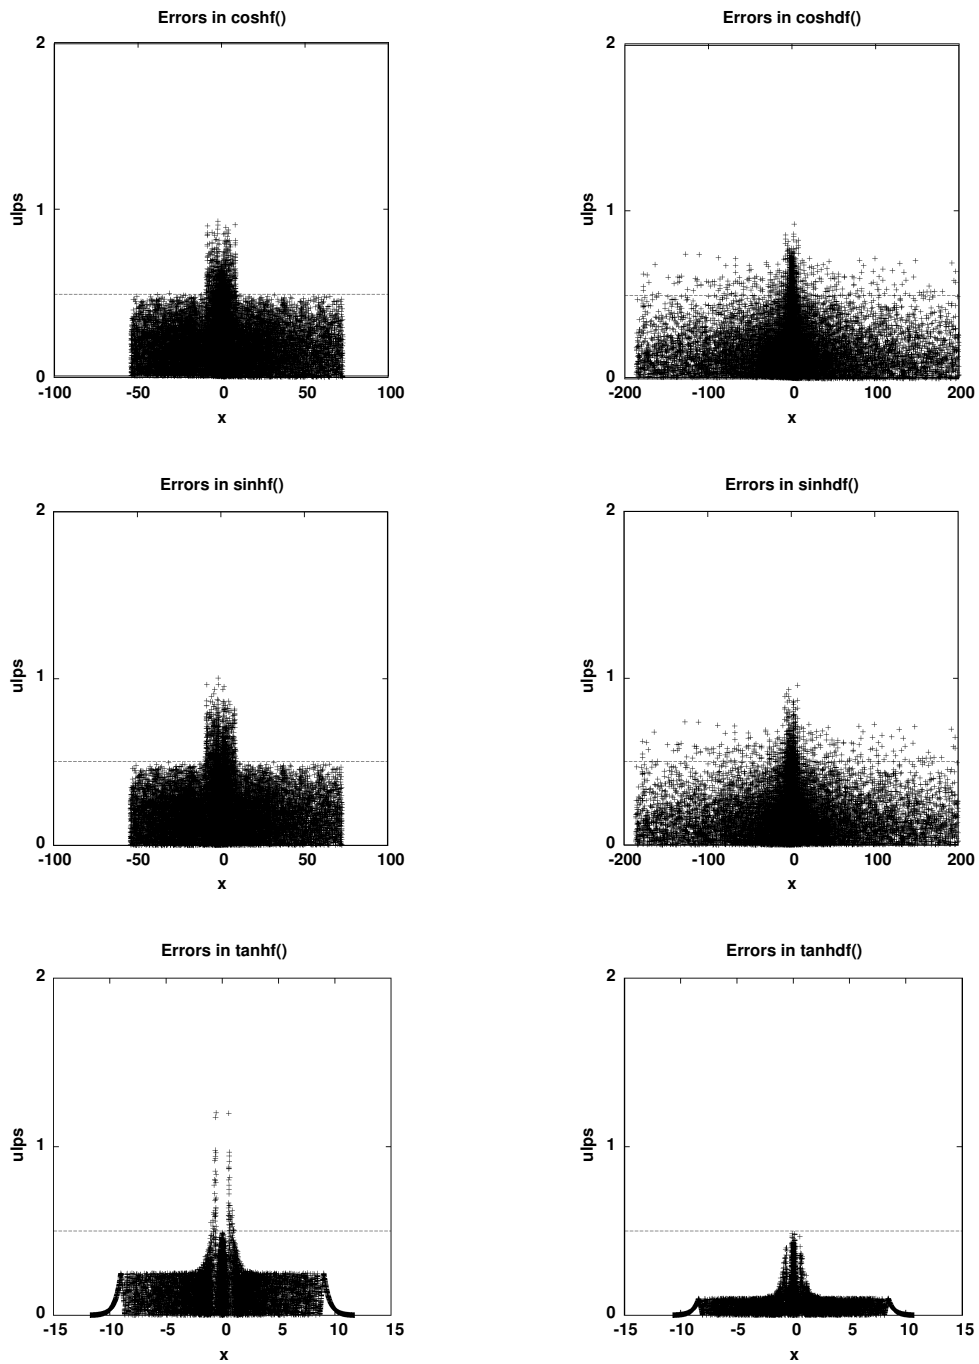 Errors in coshf()
2
1
0
ulps
-100
-50
0
50
100
x
Errors in coshdf()
2
1
0
ulps
-200
-100
0
100
200
x
Errors in sinhf()
2
1
0
ulps
-100
-50
0
50
100
x
Errors in sinhdf()
2
1
0
ulps
-200
-100
0
100
200
x
Errors in tanhf()
2
1
0
ulps
-15
-10
-5
0
5
10
15
x
Errors in tanhdf()
2
1
0
ulps
-15
-10
-5
0
5
10
15
x